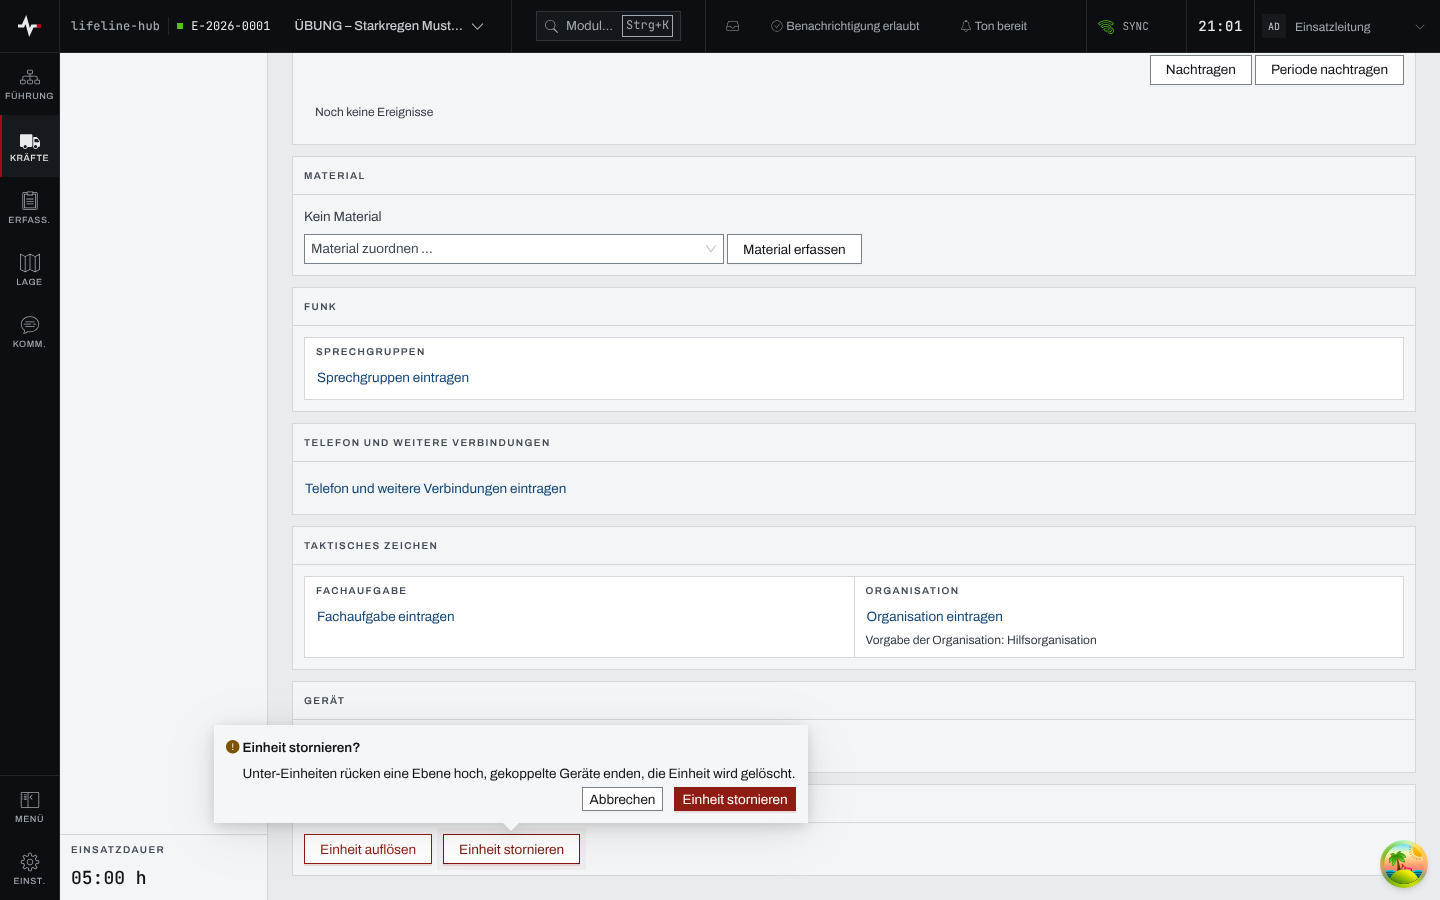 lifeline-hub
E-2026-0001
ÜBUNG – Starkregen Must...
Modul...
Strg+K
Benachrichtigung erlaubt
Ton bereit
SYNC
21:01
AD
Einsatzleitung
FÜHRUNG
KRÄFTE
ERFASS.
LAGE
KOMM.
MENÜ
EINST.
EINSATZDAUER
05:00 h
Nachtragen
Periode nachtragen
Noch keine Ereignisse
MATERIAL
Kein Material
Material zuordnen ...
Material erfassen
FUNK
SPRECHGRUPPEN
Sprechgruppen eintragen
TELEFON UND WEITERE VERBINDUNGEN
Telefon und weitere Verbindungen eintragen
TAKTISCHES ZEICHEN
FACHAUFGABE
Fachaufgabe eintragen
ORGANISATION
Organisation eintragen
Vorgabe der Organisation: Hilfsorganisation
GERÄT
Einheit stornieren?
Unter-Einheiten rücken eine Ebene hoch, gekoppelte Geräte enden, die Einheit wird gelöscht.
Abbrechen
Einheit stornieren
Einheit auflösen
Einheit stornieren